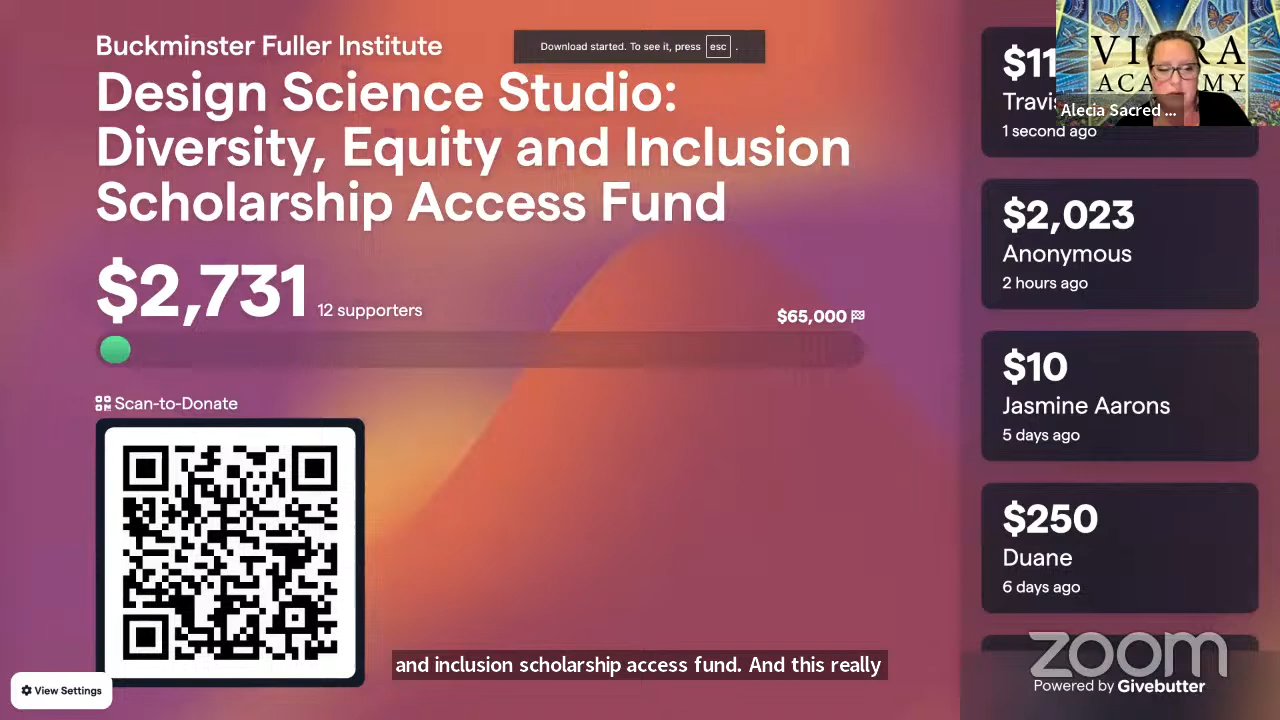 Buckminster Fuller Institute
Design Science Studio:
Diversity, Equity and Inclusion
Scholarship Access Fund
$2,731 12 supporters
$65,000
Scan-to-Donate
View Settings
Download started. To see it, press esc .
$11
Travis
1 second ago
ACADEMY
Alecia Sacred ...
$2,023
Anonymous
2 hours ago
$10
Jasmine Aarons
5 days ago
$250
Duane
6 days ago
and inclusion scholarship access fund. And this really
zoom
Powered by Givebutter